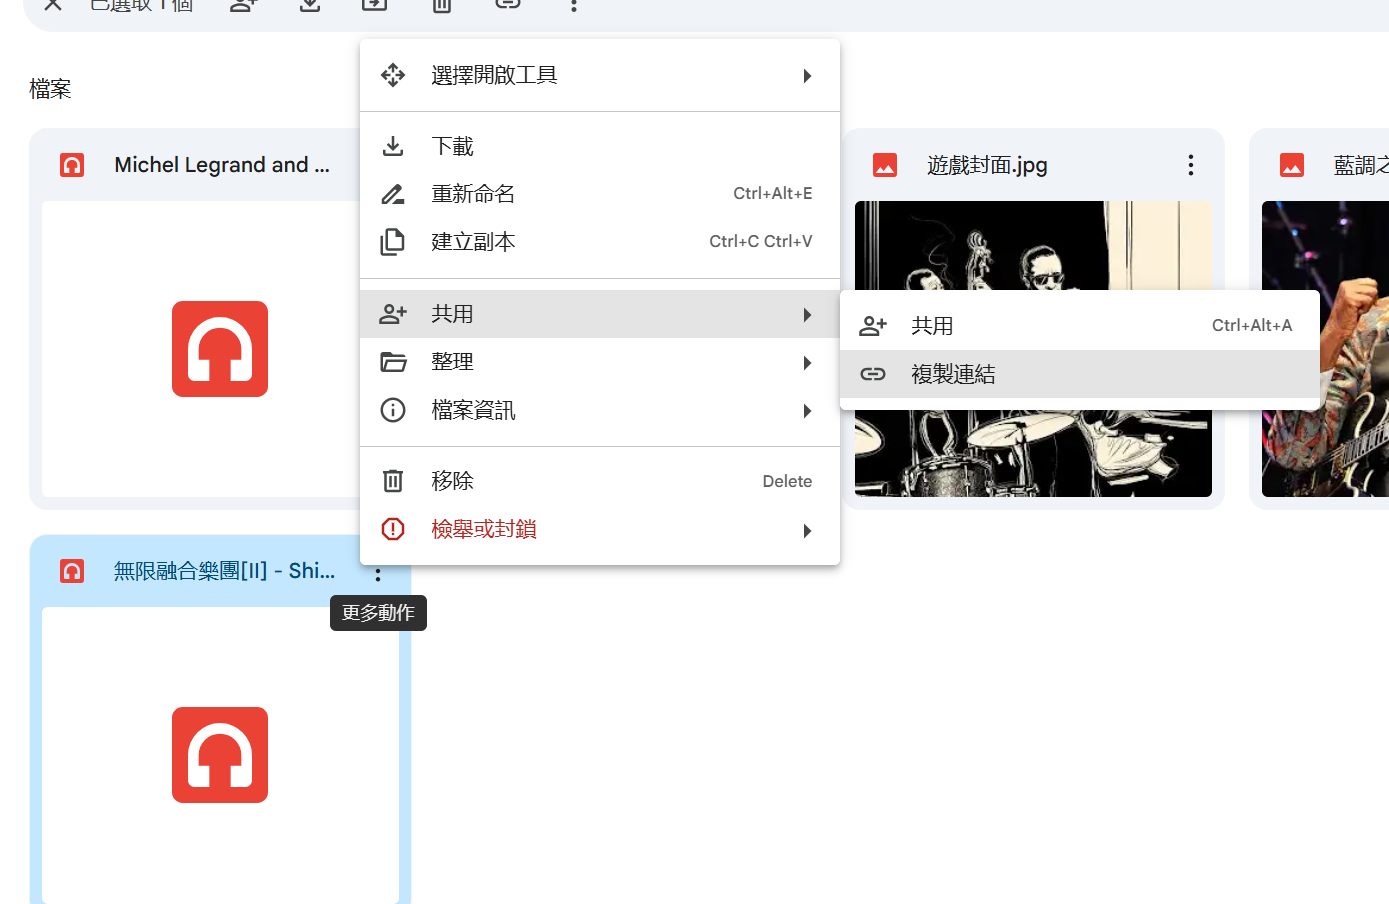 已選取 1 個
檔案
選擇開啟工具
下載
重新命名 Ctrl+Alt+E
建立副本 Ctrl+C Ctrl+V
共用
整理
檔案資訊
移除 Delete
檢舉或封鎖
共用 Ctrl+Alt+A
複製連結
Michel Legrand and ...
遊戲封面.jpg
藍調之
無限融合樂團[II] - Shi...
更多動作